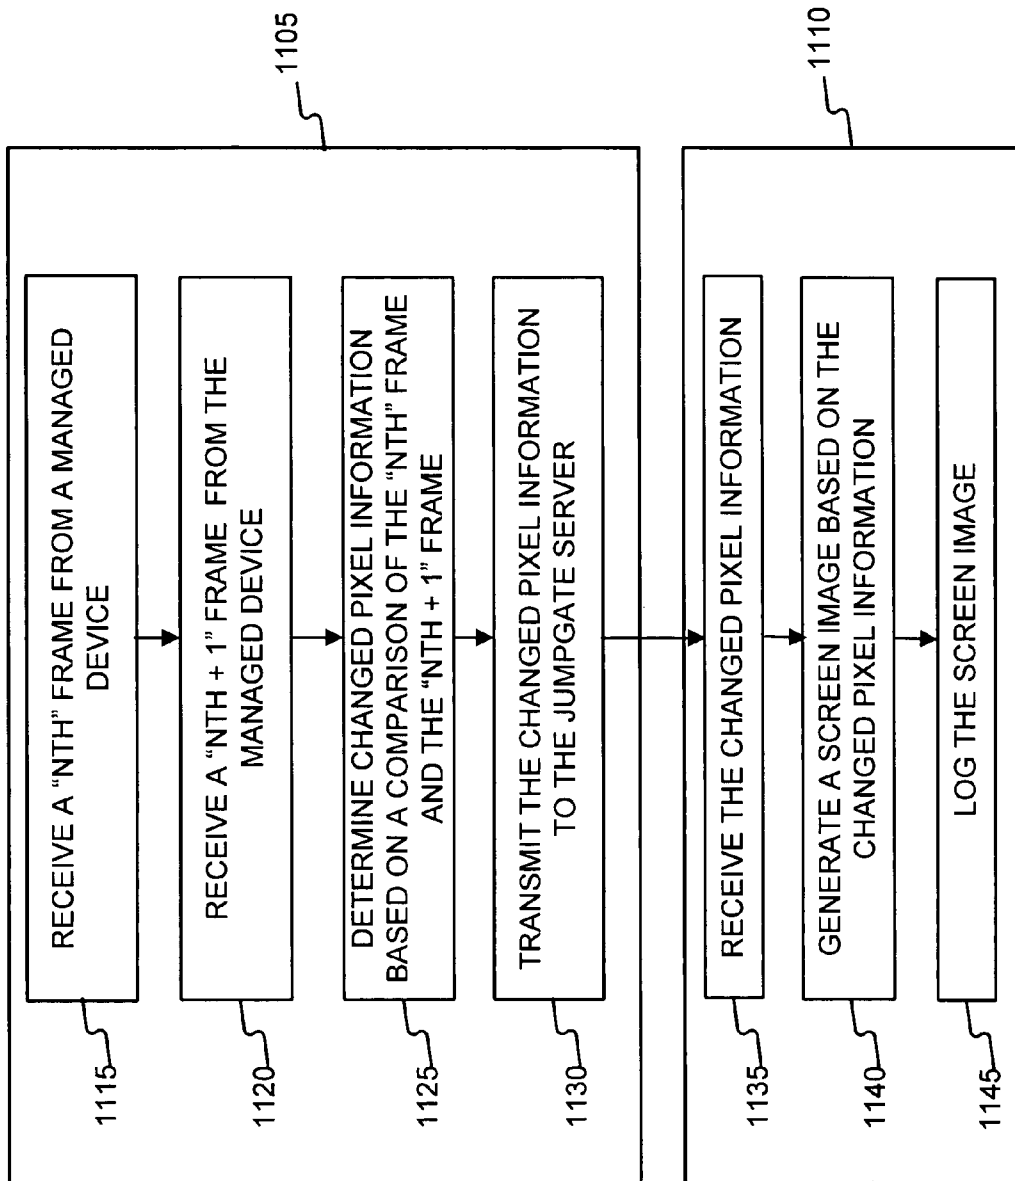 1105
1115
RECEIVE A “NTH” FRAME FROM A MANAGED
DEVICE
1120
RECEIVE A “NTH + 1” FRAME FROM THE
MANAGED DEVICE
1125
DETERMINE CHANGED PIXEL INFORMATION
BASED ON A COMPARISON OF THE “NTH” FRAME
AND THE “NTH + 1” FRAME
1130
TRANSMIT THE CHANGED PIXEL INFORMATION
TO THE JUMPGATE SERVER
1110
1135
RECEIVE THE CHANGED PIXEL INFORMATION
1140
GENERATE A SCREEN IMAGE BASED ON THE
CHANGED PIXEL INFORMATION
1145
LOG THE SCREEN IMAGE